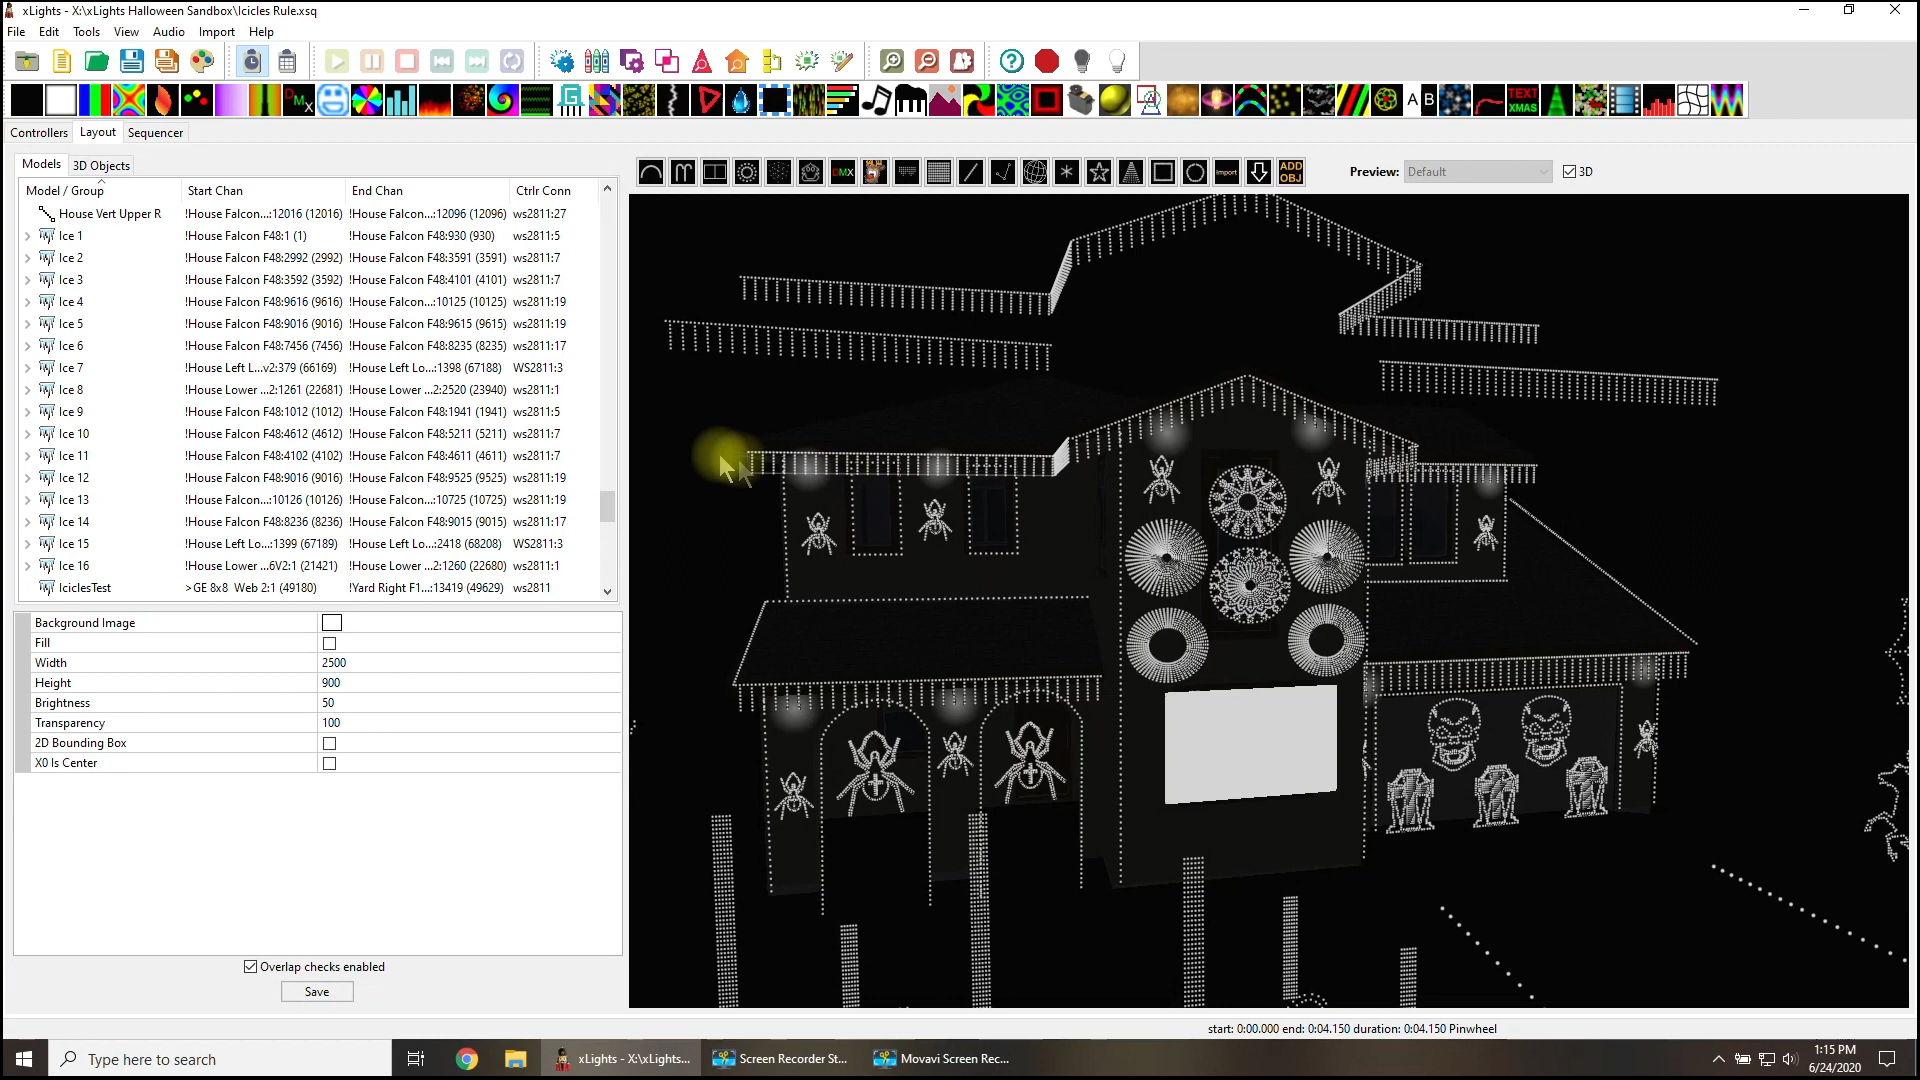 xLights - X:\xLights Halloween Sandbox\Icicles Rule.xsq
File Edit Tools View Audio Import Help
DMX
A B
TEXT XMAS
Controllers Layout Sequencer
Models 3D Objects
DMX
Import
ADD OBJ
Preview: Default 3D
Model / Group Start Chan End Chan Ctrlr Conn
House Vert Upper R !House Falcon...:12016 (12016) !House Falcon...:12096 (12096) ws2811:27
Ice 1 !House Falcon F48:1 (1) !House Falcon F48:930 (930) ws2811:5
Ice 2 !House Falcon F48:2992 (2992) !House Falcon F48:3591 (3591) ws2811:7
Ice 3 !House Falcon F48:3592 (3592) !House Falcon F48:4101 (4101) ws2811:7
Ice 4 !House Falcon F48:9616 (9616) !House Falcon...:10125 (10125) ws2811:19
Ice 5 !House Falcon F48:9016 (9016) !House Falcon F48:9615 (9615) ws2811:19
Ice 6 !House Falcon F48:7456 (7456) !House Falcon F48:8235 (8235) ws2811:17
Ice 7 !House Left L...v2:379 (66169) !House Left Lo...:1398 (67188) WS2811:3
Ice 8 !House Lower ...2:1261 (22681) !House Lower ...2:2520 (23940) ws2811:1
Ice 9 !House Falcon F48:1012 (1012) !House Falcon F48:1941 (1941) ws2811:5
Ice 10 !House Falcon F48:4612 (4612) !House Falcon F48:5211 (5211) ws2811:7
Ice 11 !House Falcon F48:4102 (4102) !House Falcon F48:4611 (4611) ws2811:7
Ice 12 !House Falcon F48:9016 (9016) !House Falcon F48:9525 (9525) ws2811:19
Ice 13 !House Falcon...:10126 (10126) !House Falcon...:10725 (10725) ws2811:19
Ice 14 !House Falcon F48:8236 (8236) !House Falcon F48:9015 (9015) ws2811:17
Ice 15 !House Left Lo...:1399 (67189) !House Left Lo...:2418 (68208) WS2811:3
Ice 16 !House Lower ...6V2:1 (21421) !House Lower ...2:1260 (22680) ws2811:1
IciclesTest >GE 8x8 Web 2:1 (49180) !Yard Right F1...:13419 (49629) ws2811
Background Image
Fill
Width 2500
Height 900
Brightness 50
Transparency 100
2D Bounding Box
X0 Is Center
Overlap checks enabled
Save
start: 0:00.000 end: 0:04.150 duration: 0:04.150 Pinwheel
Type here to search
xLights - X:\xLights...
Screen Recorder St...
Movavi Screen Rec...
1:15 PM
6/24/2020